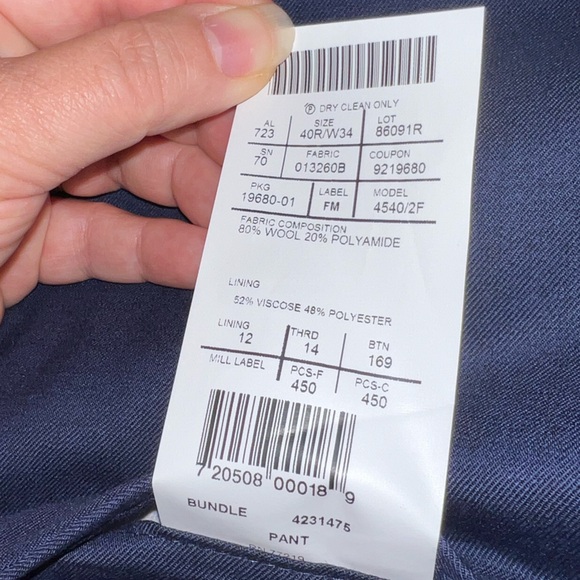 Ⓟ DRY CLEAN ONLY
AL SIZE LOT
723 40R/W34 86091R
SN FABRIC COUPON
70 013260B 9219680
PKG LABEL MODEL
19680-01 FM 4540/2F
FABRIC COMPOSITION
80% WOOL 20% POLYAMIDE
LINING
52% VISCOSE 48% POLYESTER
LINING THRD BTN
12 14 169
MILL LABEL PCS-F PCS-C
450 450
7 20508 00018 9
BUNDLE 4231475
PANT